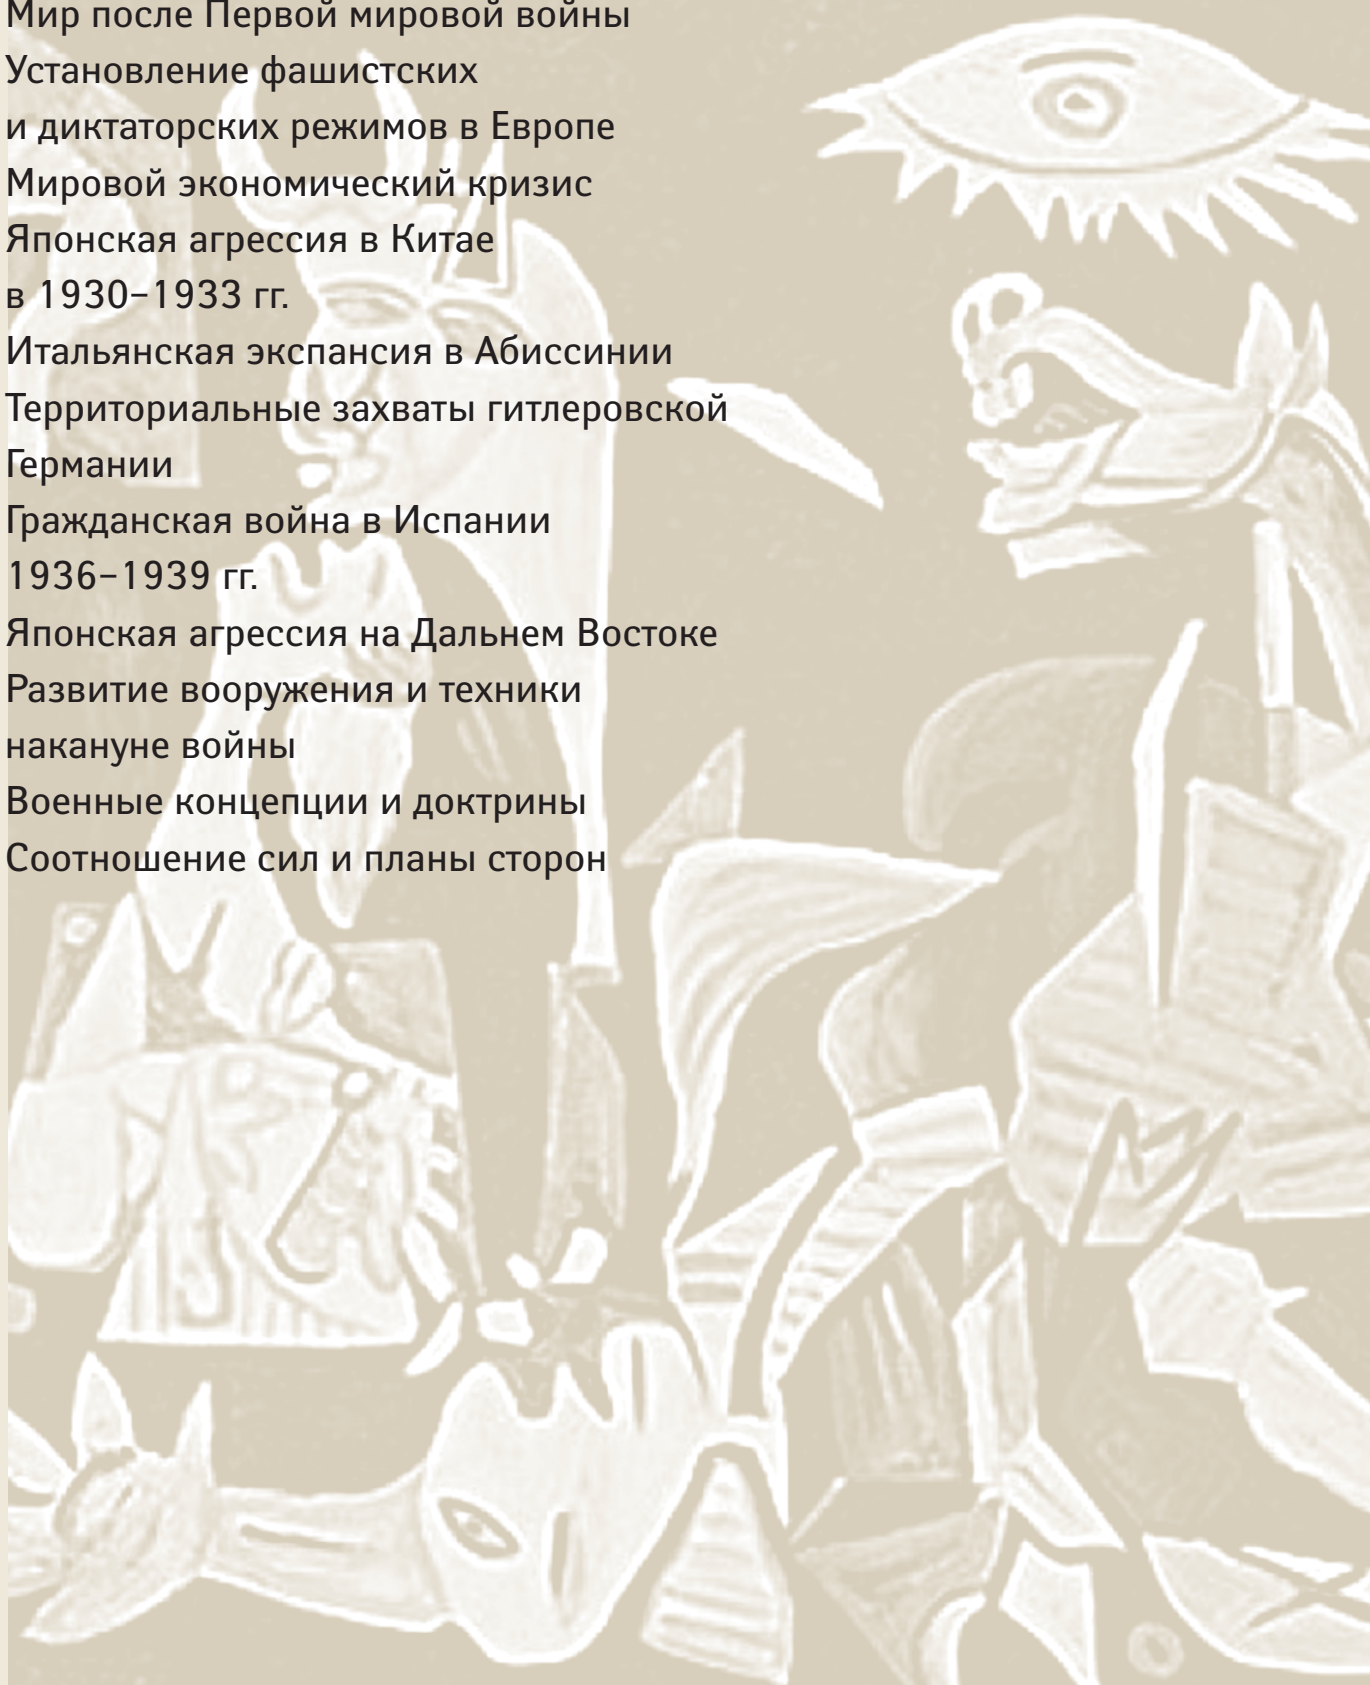 Мир после Первой мировой войны
Установление фашистских
и диктаторских режимов в Европе
Мировой экономический кризис
Японская агрессия в Китае
в 1930–1933 гг.
Итальянская экспансия в Абиссинии
Территориальные захваты гитлеровской
Германии
Гражданская война в Испании
1936–1939 гг.
Японская агрессия на Дальнем Востоке
Развитие вооружения и техники
накануне войны
Военные концепции и доктрины
Соотношение сил и планы сторон